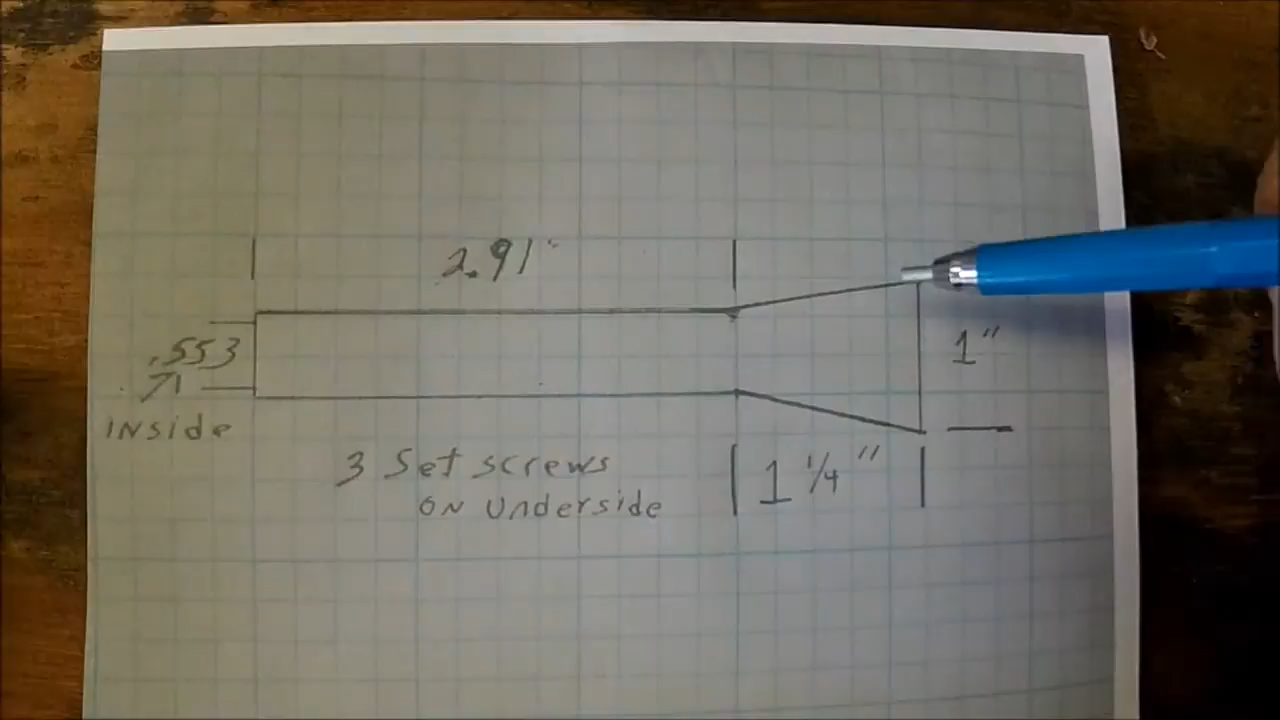 2.91"
.553
INSide
1"
3 Set screws
ON Underside
1 1/4"